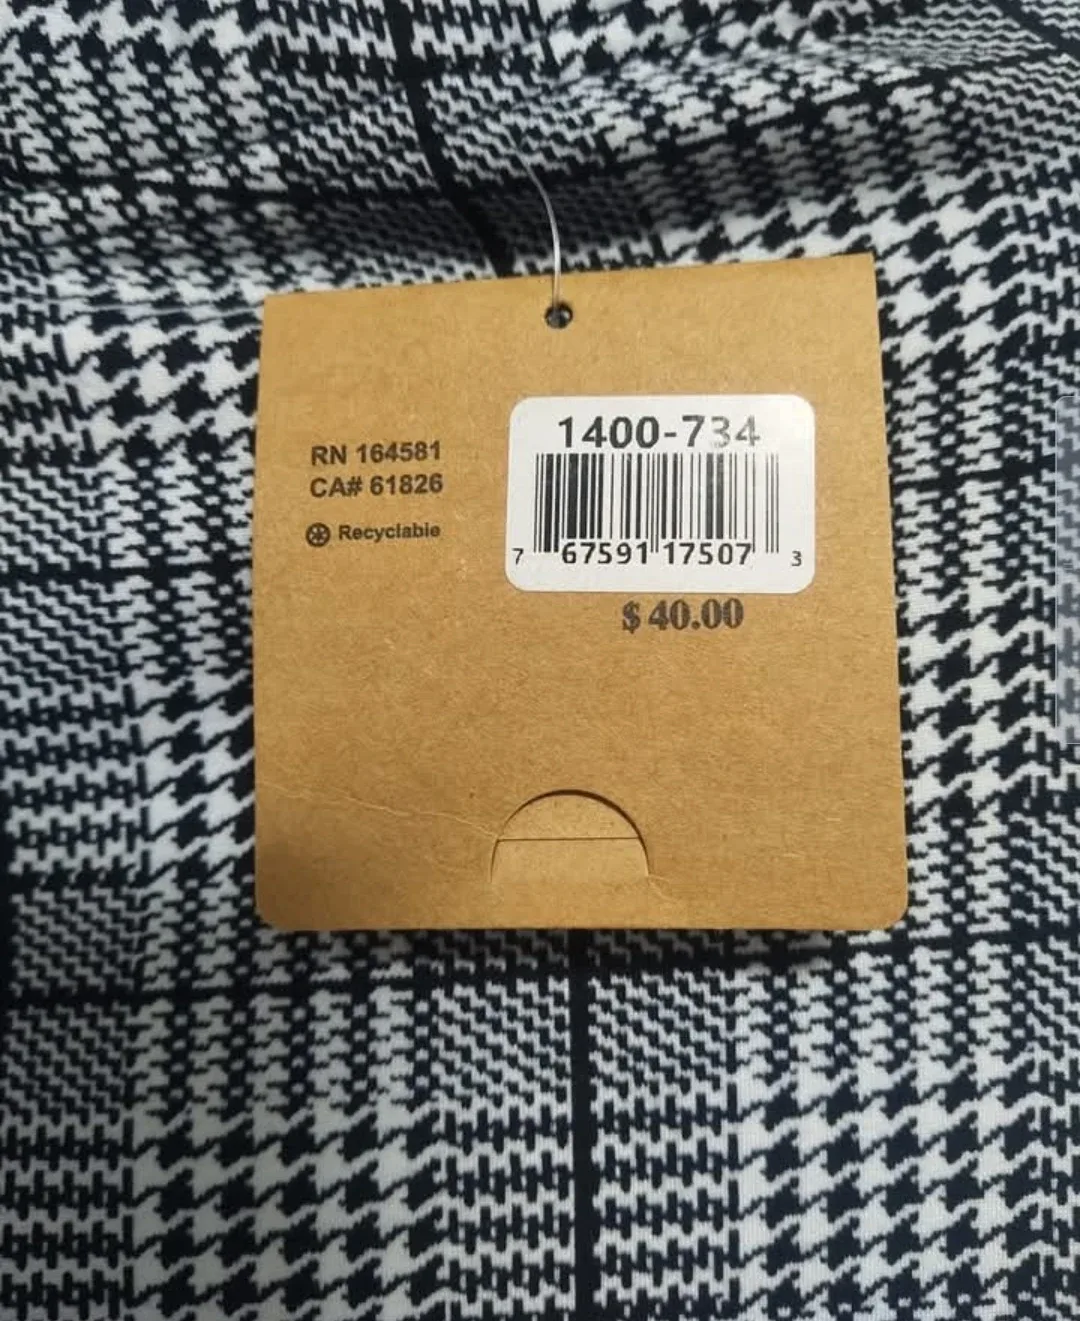 RN 164581
CA# 61826
Recyclable
1400-734
7 67591 17507 3
$ 40.00